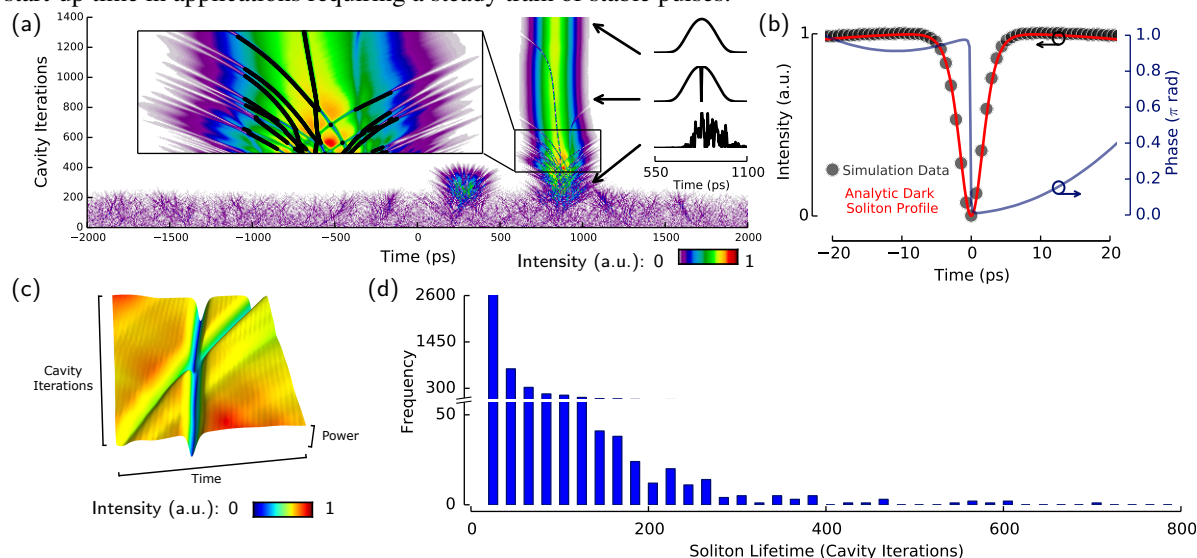 start-up time in applications requiring a steady train of stable pulses.
(a)
Cavity Iterations
1400
1200
1000
800
600
400
200
0
−2000
−1500
−1000
−500
0
500
1000
1500
2000
Time (ps)
550
1100
Time (ps)
Intensity (a.u.): 0 1
(b)
Intensity (a.u.)
1
0
Simulation Data
Analytic Dark
Soliton Profile
1.0
0.8
0.6
0.4
0.2
0.0
Phase (π rad)
−20
−10
0
10
20
Time (ps)
(c)
Cavity
Iterations
Power
Time
Intensity (a.u.): 0 1
(d)
Frequency
2600
1450
300
50
0
0
200
400
600
800
Soliton Lifetime (Cavity Iterations)